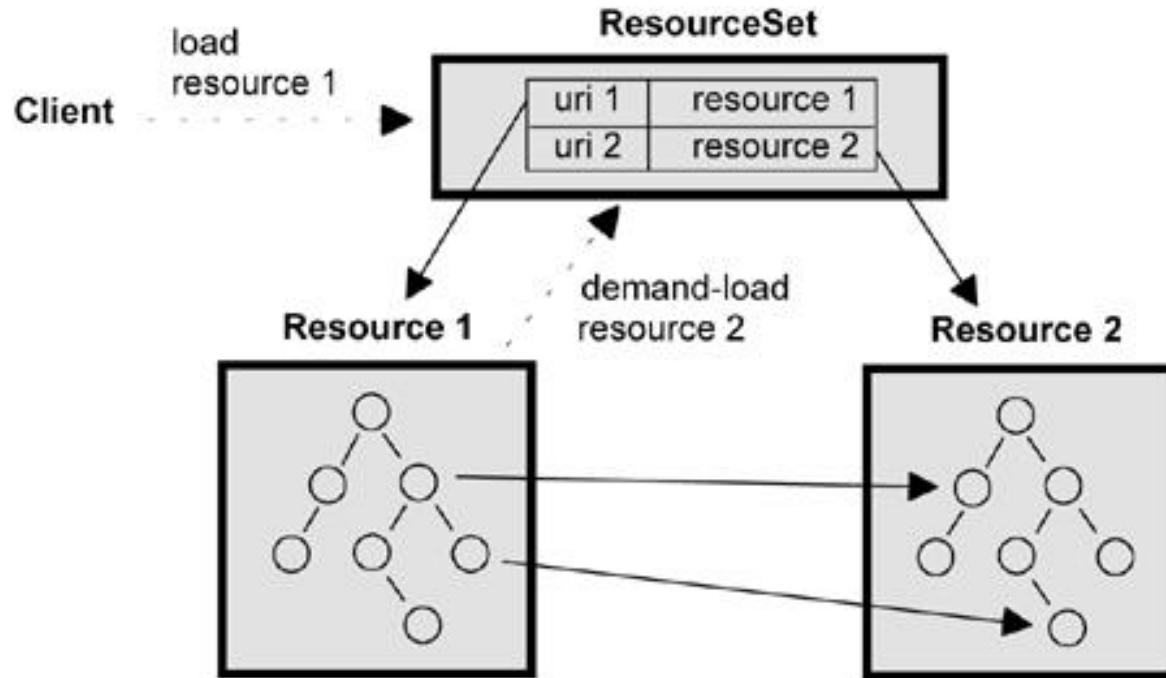 ResourceSet
load
resource 1
Client
uri 1 resource 1
uri 2 resource 2
demand-load
resource 2
Resource 1
Resource 2